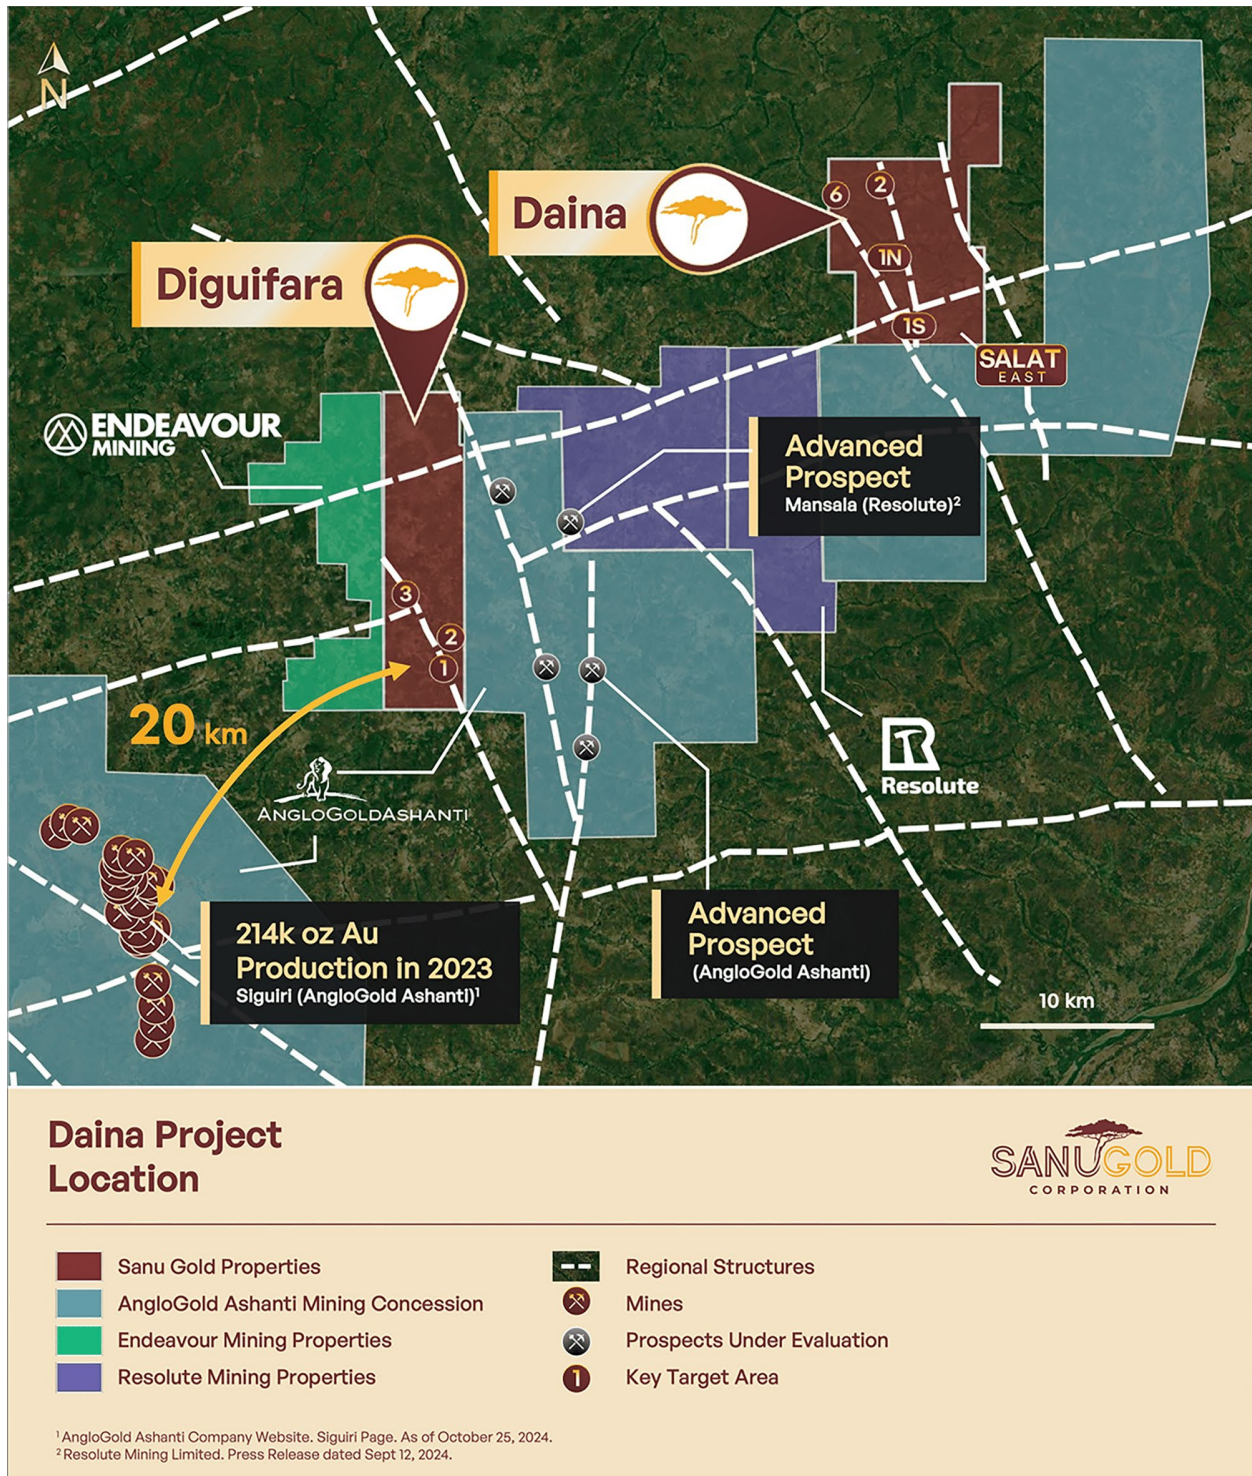 N
Daina
6
2
1N
1S
Diguifara
SALAT
EAST
ENDEAVOUR
MINING
Advanced
Prospect
Mansala (Resolute)²
3
2
1
20 km
Resolute
ANGLOGOLDASHANTI
214k oz Au
Production in 2023
Siguiri (AngloGold Ashanti)¹
Advanced
Prospect
(AngloGold Ashanti)
10 km
Daina Project
Location
SANUGOLD
CORPORATION
Sanu Gold Properties
AngloGold Ashanti Mining Concession
Endeavour Mining Properties
Resolute Mining Properties
Regional Structures
Mines
Prospects Under Evaluation
1
Key Target Area
¹ AngloGold Ashanti Company Website. Siguiri Page. As of October 25, 2024.
² Resolute Mining Limited. Press Release dated Sept 12, 2024.